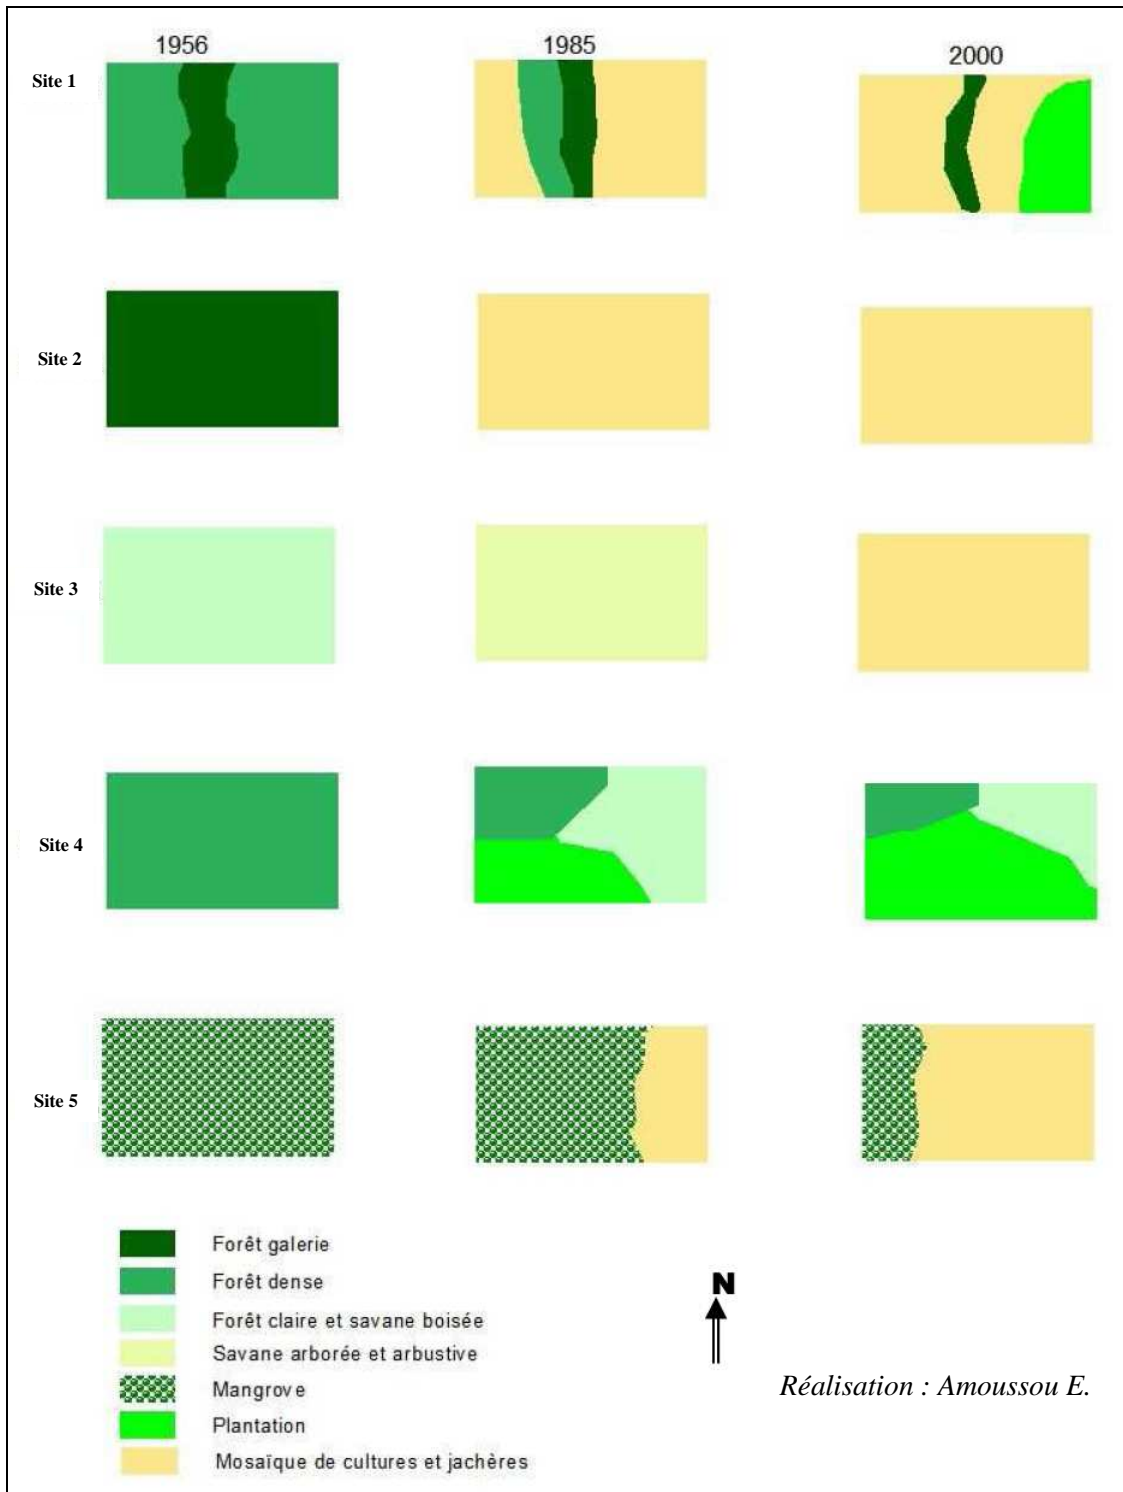 1956
1985
2000
Site 1
Site 2
Site 3
Site 4
Site 5
Forêt galerie
Forêt dense
Forêt claire et savane boisée
Savane arborée et arbustive
Mangrove
Plantation
Mosaïque de cultures et jachères
N
Réalisation : Amoussou E.